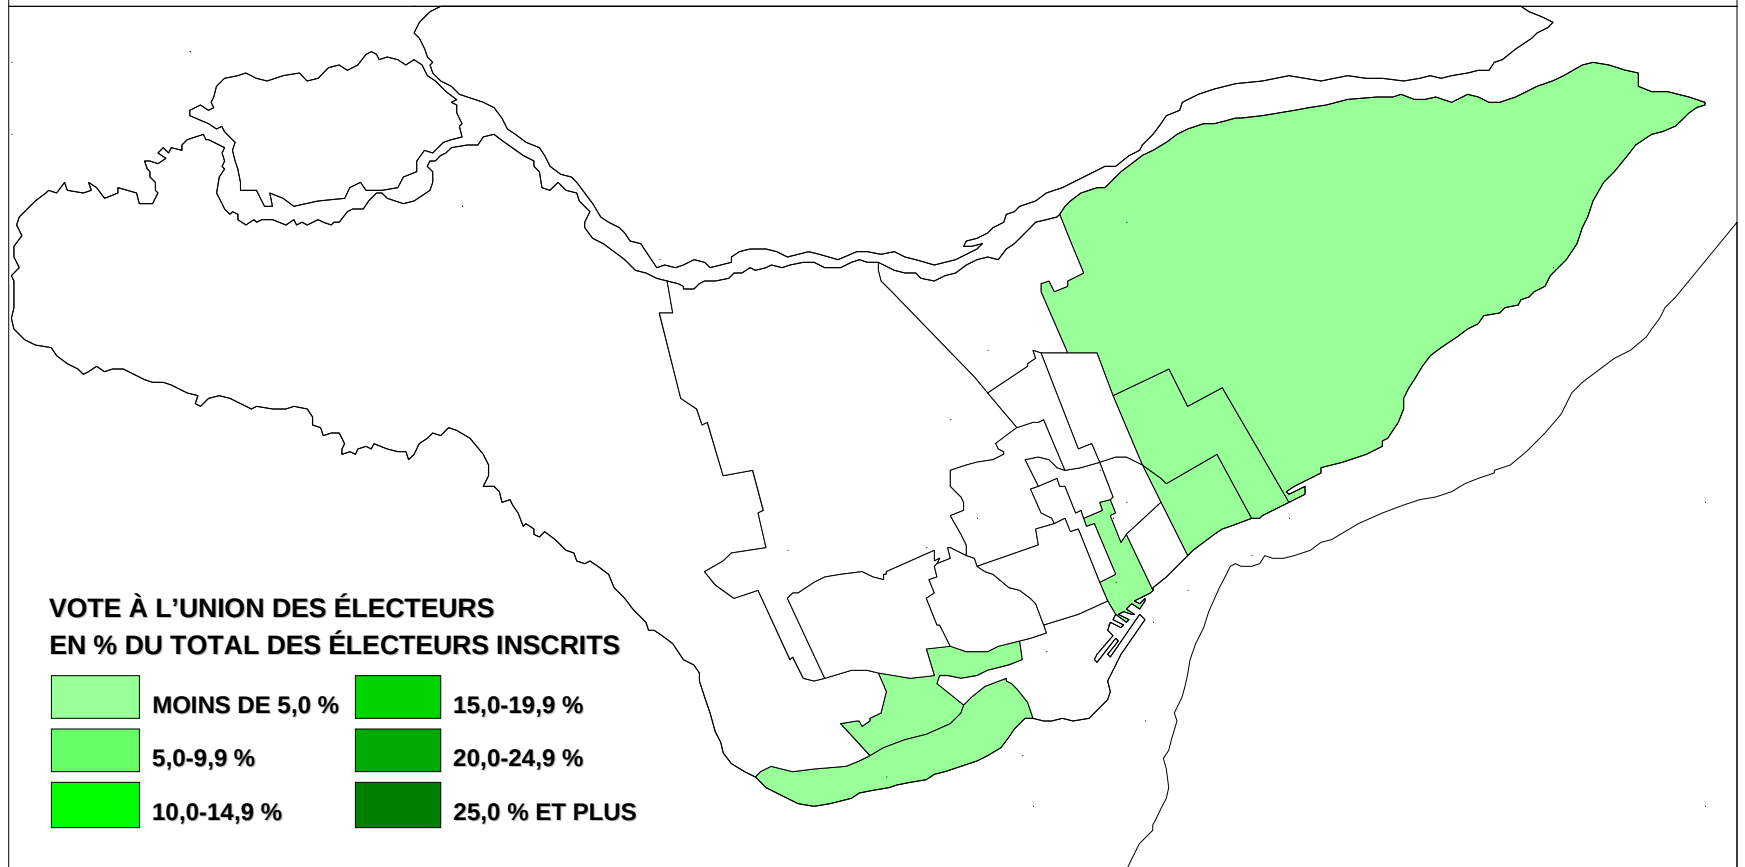 VOTE À L’UNION DES ÉLECTEURS
EN % DU TOTAL DES ÉLECTEURS INSCRITS
MOINS DE 5,0 %
5,0-9,9 %
10,0-14,9 %
15,0-19,9 %
20,0-24,9 %
25,0 % ET PLUS